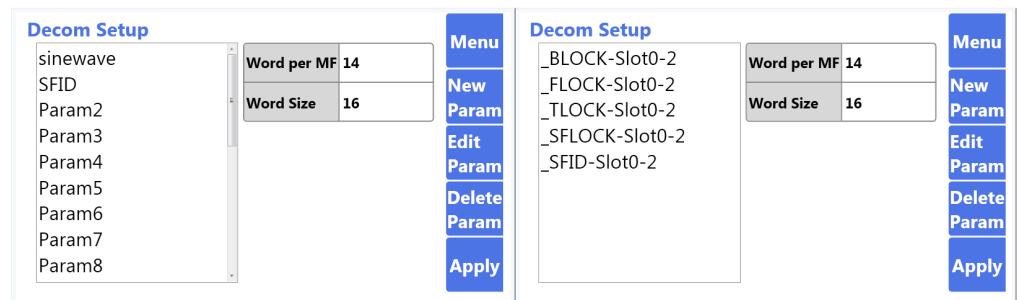 Decom Setup
sinewave
SFID
Param2
Param3
Param4
Param5
Param6
Param7
Param8
Word per MF 14
Word Size 16
Menu
New
Param
Edit
Param
Delete
Param
Apply
Decom Setup
_BLOCK-Slot0-2
_FLOCK-Slot0-2
_TLOCK-Slot0-2
_SFLOCK-Slot0-2
_SFID-Slot0-2
Word per MF 14
Word Size 16
Menu
New
Param
Edit
Param
Delete
Param
Apply